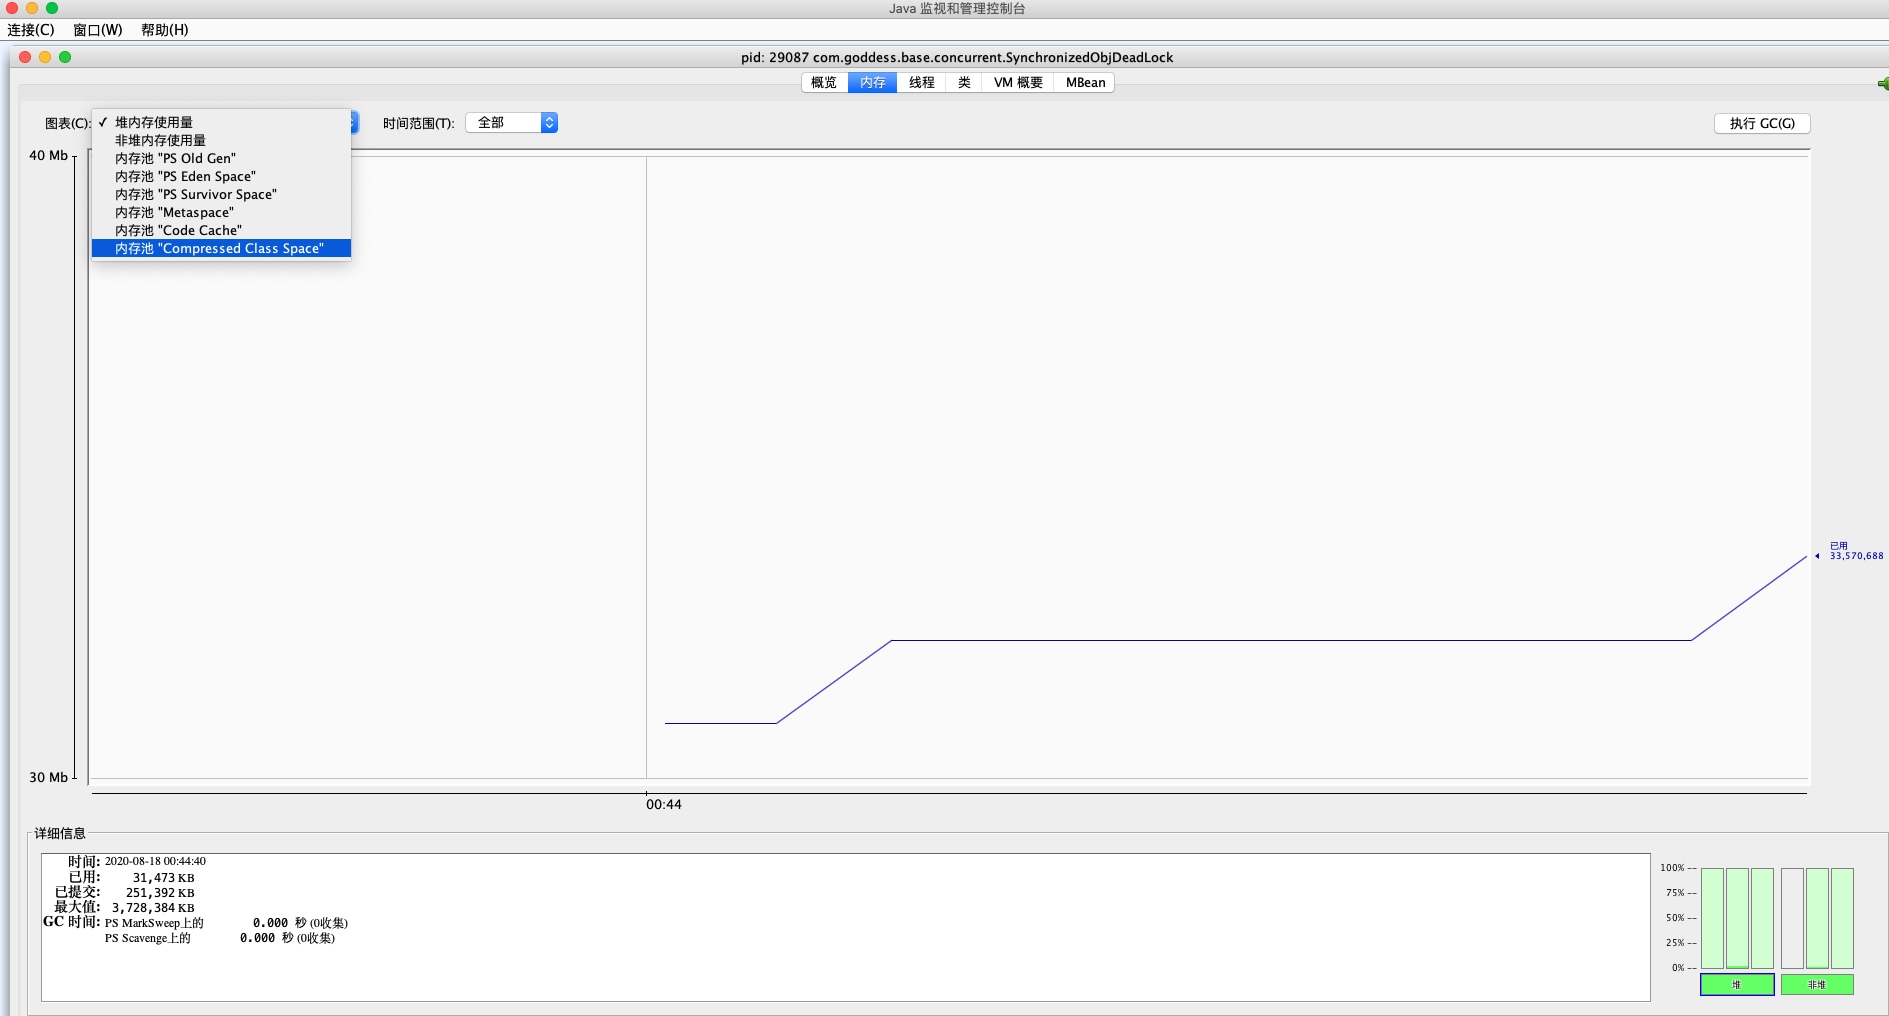 Java 监视和管理控制台
连接(C) 窗口(W) 帮助(H)
pid: 29087 com.goddess.base.concurrent.SynchronizedObjDeadLock
概览 内存 线程 类 VM 概要 MBean
图表(C): ✓ 堆内存使用量 时间范围(T): 全部 执行 GC(G)
非堆内存使用量
内存池 "PS Old Gen"
内存池 "PS Eden Space"
内存池 "PS Survivor Space"
内存池 "Metaspace"
内存池 "Code Cache"
内存池 "Compressed Class Space"
40 Mb
已用
33,570,688
30 Mb
00:44
详细信息
时间: 2020-08-18 00:44:40
已用: 31,473 KB
已提交: 251,392 KB
最大值: 3,728,384 KB
GC 时间: PS MarkSweep上的 0.000 秒 (0收集)
PS Scavenge上的 0.000 秒 (0收集)
100% --
75% --
50% --
25% --
0% --
堆 非堆